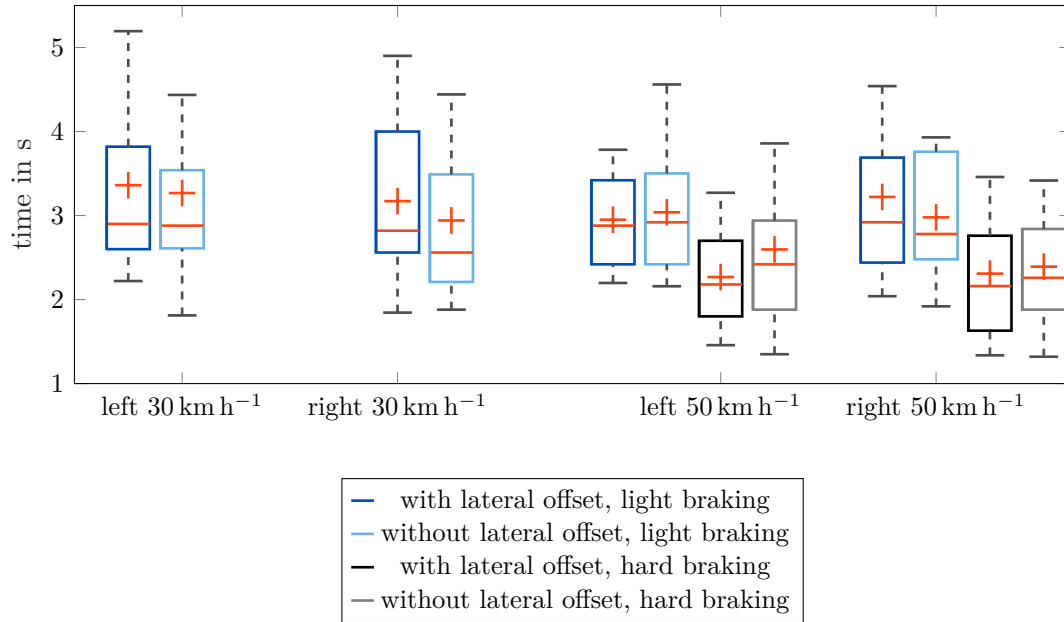 5
4
3
2
1
time in s
left 30 km h⁻¹ right 30 km h⁻¹ left 50 km h⁻¹ right 50 km h⁻¹
with lateral offset, light braking
without lateral offset, light braking
with lateral offset, hard braking
without lateral offset, hard braking